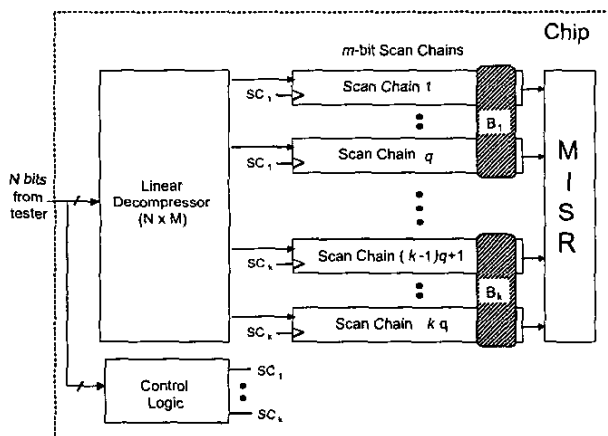 Chip
m-bit Scan Chains
Scan Chain 1
SC1
B1
Scan Chain q
SC1
N bits
from
tester
Linear
Decompressor
(N x M)
Scan Chain (k-1)q+1
SCk
Bk
Scan Chain k q
SCk
MISR
Control
Logic
SC1
SCk